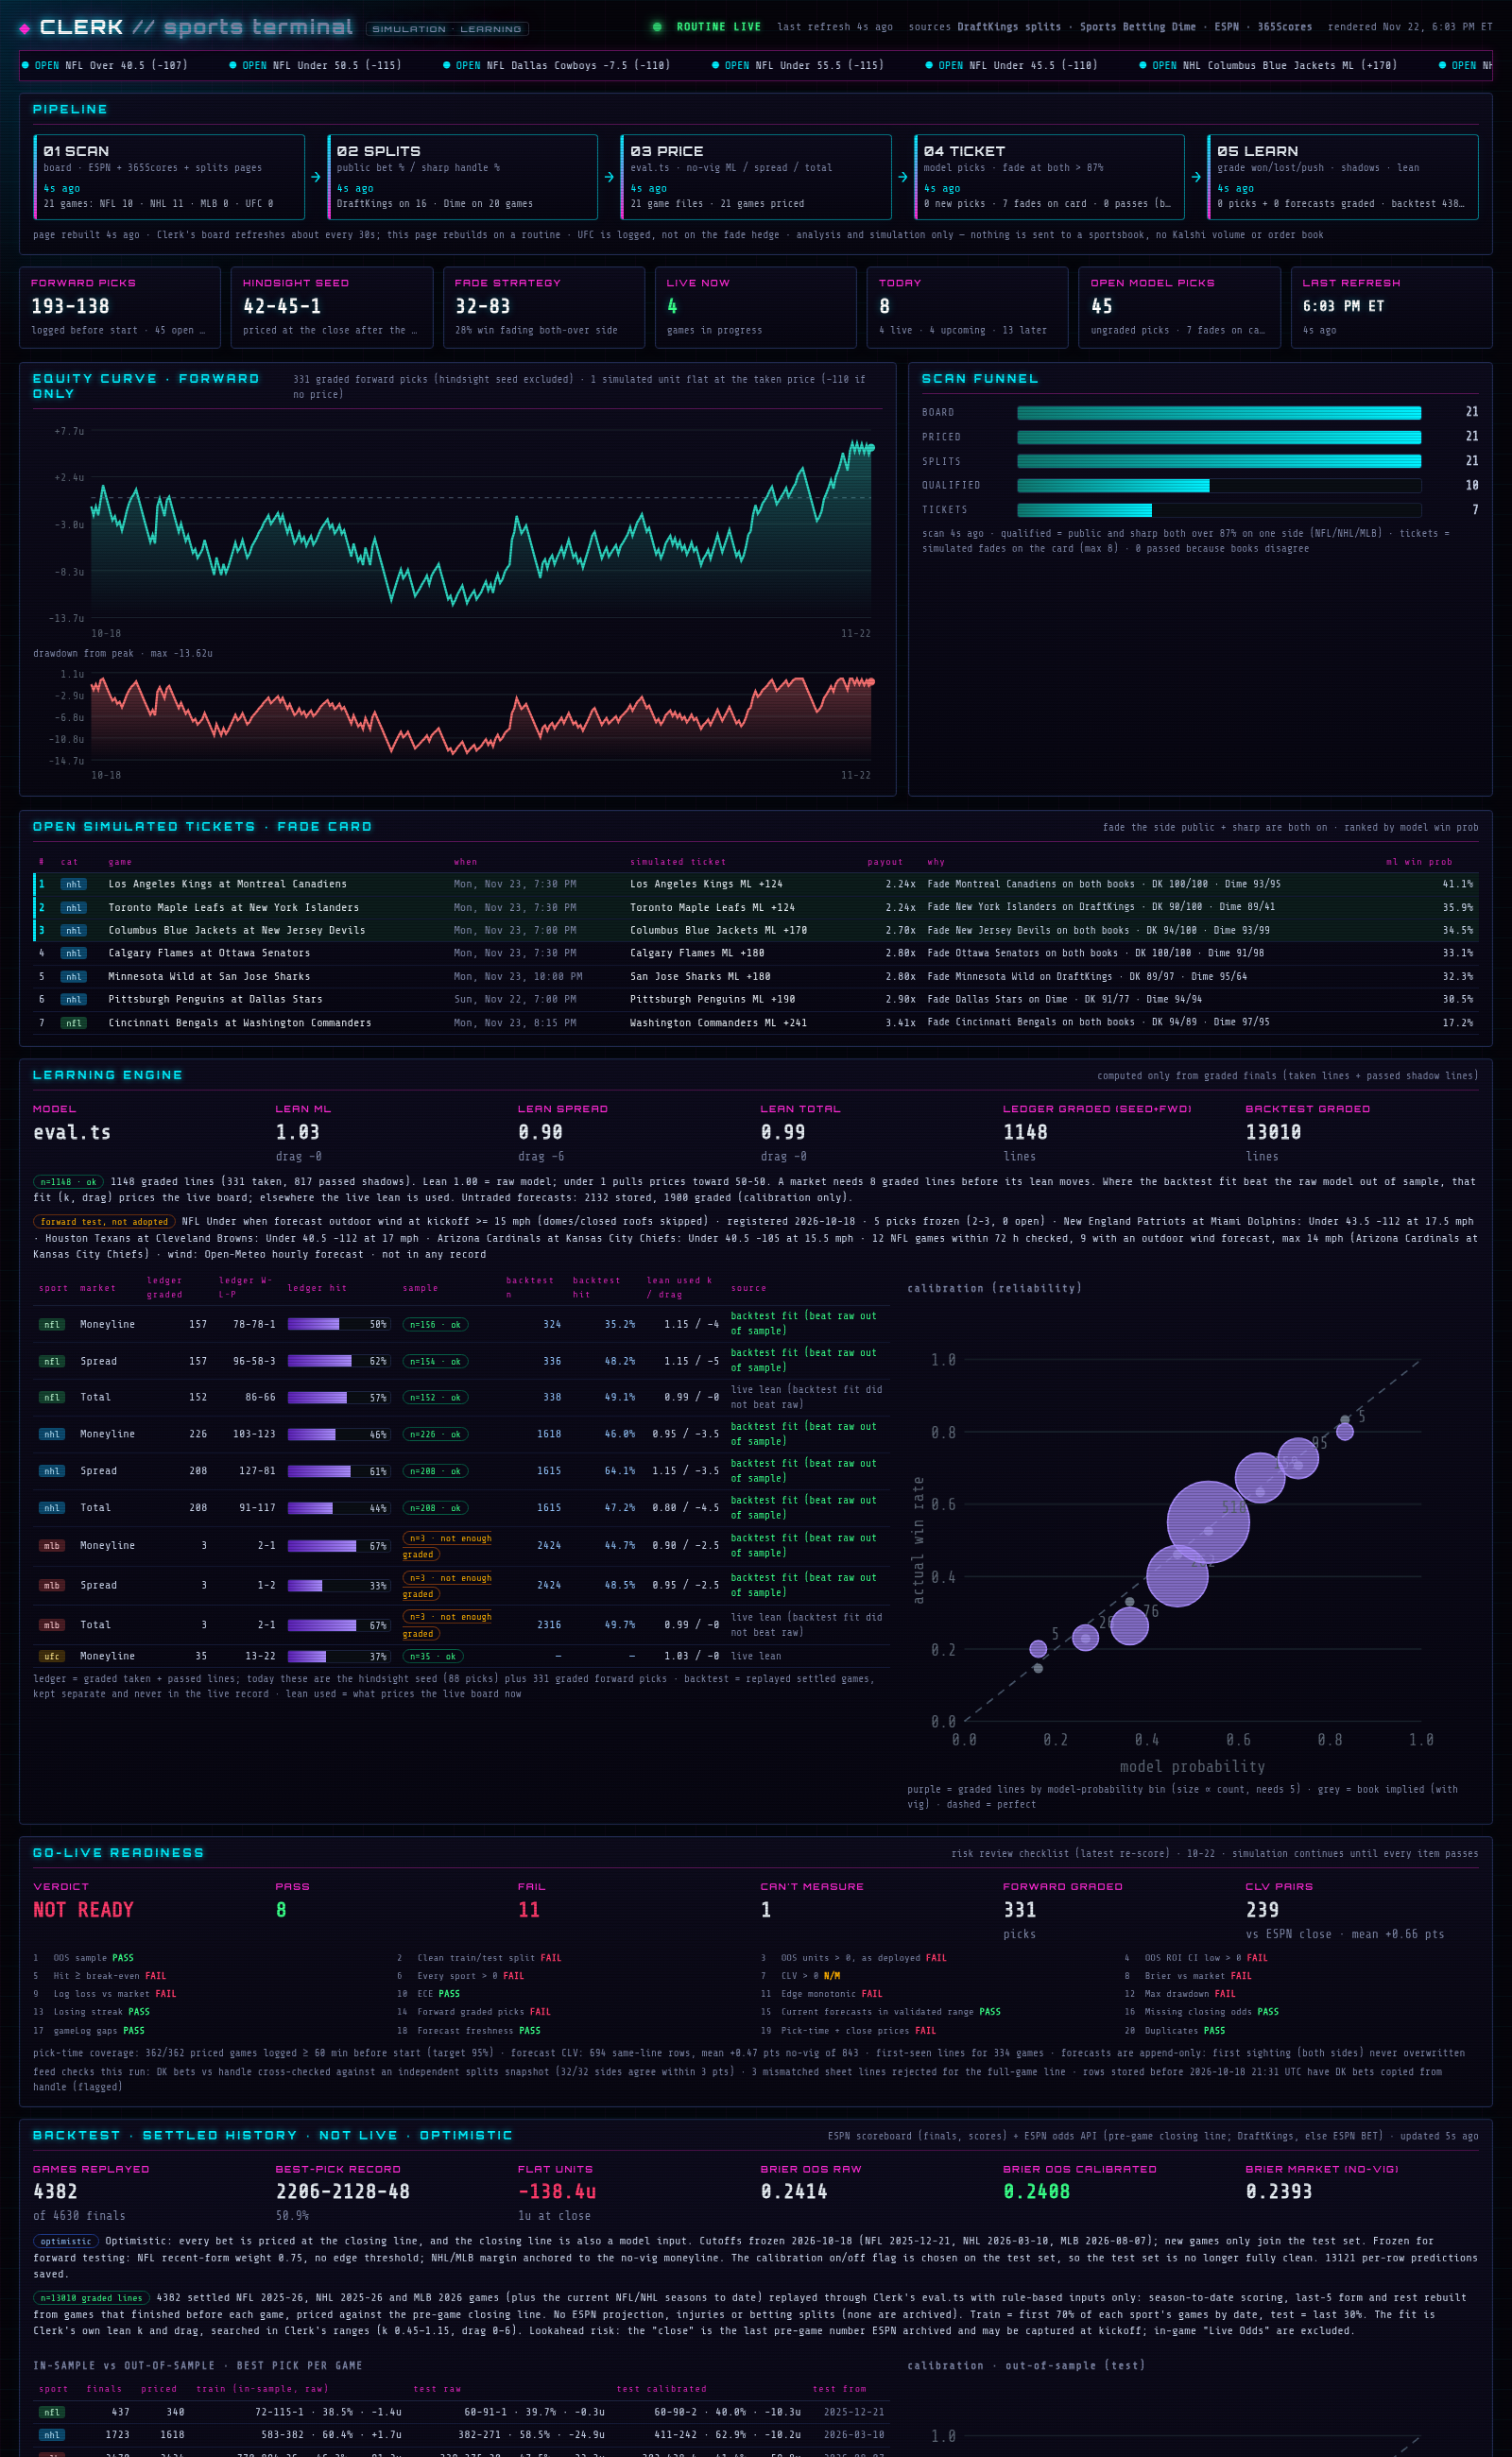 ◆ CLERK // sports terminal SIMULATION · LEARNING ● ROUTINE LIVE last refresh 4s ago sources DraftKings splits · Sports Betting Dime · ESPN · 365Scores rendered Nov 22, 6:03 PM ET
● OPEN NFL Over 40.5 (-107) ● OPEN NFL Under 50.5 (-115) ● OPEN NFL Dallas Cowboys -7.5 (-110) ● OPEN NFL Under 55.5 (-115) ● OPEN NFL Under 45.5 (-110) ● OPEN NHL Columbus Blue Jackets ML (+170) ● OPEN NH
PIPELINE
01 SCAN
board · ESPN + 365Scores + splits pages
4s ago
21 games: NFL 10 · NHL 11 · MLB 0 · UFC 0
→
02 SPLITS
public bet % / sharp handle %
4s ago
DraftKings on 16 · Dime on 20 games
→
03 PRICE
eval.ts · no-vig ML / spread / total
4s ago
21 game files · 21 games priced
→
04 TICKET
model picks · fade at both > 87%
4s ago
0 new picks · 7 fades on card · 0 passes (b…
→
05 LEARN
grade won/lost/push · shadows · lean
4s ago
0 picks + 0 forecasts graded · backtest 438…
page rebuilt 4s ago · Clerk's board refreshes about every 30s; this page rebuilds on a routine · UFC is logged, not on the fade hedge · analysis and simulation only — nothing is sent to a sportsbook, no Kalshi volume or order book
FORWARD PICKS
193-138
logged before start · 45 open …
HINDSIGHT SEED
42-45-1
priced at the close after the …
FADE STRATEGY
32-83
28% win fading both-over side
LIVE NOW
4
games in progress
TODAY
8
4 live · 4 upcoming · 13 later
OPEN MODEL PICKS
45
ungraded picks · 7 fades on ca…
LAST REFRESH
6:03 PM ET
4s ago
EQUITY CURVE · FORWARD ONLY
331 graded forward picks (hindsight seed excluded) · 1 simulated unit flat at the taken price (-110 if no price)
+7.7u
+2.4u
-3.0u
-8.3u
-13.7u
10-18 11-22
drawdown from peak · max -13.62u
1.1u
-2.9u
-6.8u
-10.8u
-14.7u
10-18 11-22
SCAN FUNNEL
BOARD 21
PRICED 21
SPLITS 21
QUALIFIED 10
TICKETS 7
scan 4s ago · qualified = public and sharp both over 87% on one side (NFL/NHL/MLB) · tickets =
simulated fades on the card (max 8) · 0 passed because books disagree
OPEN SIMULATED TICKETS · FADE CARD fade the side public + sharp are both on · ranked by model win prob
# cat game when simulated ticket payout why ml win prob
1 nhl Los Angeles Kings at Montreal Canadiens Mon, Nov 23, 7:30 PM Los Angeles Kings ML +124 2.24x Fade Montreal Canadiens on both books · DK 100/100 · Dime 93/95 41.1%
2 nhl Toronto Maple Leafs at New York Islanders Mon, Nov 23, 7:30 PM Toronto Maple Leafs ML +124 2.24x Fade New York Islanders on DraftKings · DK 90/100 · Dime 89/41 35.9%
3 nhl Columbus Blue Jackets at New Jersey Devils Mon, Nov 23, 7:00 PM Columbus Blue Jackets ML +170 2.70x Fade New Jersey Devils on both books · DK 94/100 · Dime 93/99 34.5%
4 nhl Calgary Flames at Ottawa Senators Mon, Nov 23, 7:30 PM Calgary Flames ML +180 2.80x Fade Ottawa Senators on both books · DK 100/100 · Dime 91/98 33.1%
5 nhl Minnesota Wild at San Jose Sharks Mon, Nov 23, 10:00 PM San Jose Sharks ML +180 2.80x Fade Minnesota Wild on DraftKings · DK 89/97 · Dime 95/64 32.3%
6 nhl Pittsburgh Penguins at Dallas Stars Sun, Nov 22, 7:00 PM Pittsburgh Penguins ML +190 2.90x Fade Dallas Stars on Dime · DK 91/77 · Dime 94/94 30.5%
7 nfl Cincinnati Bengals at Washington Commanders Mon, Nov 23, 8:15 PM Washington Commanders ML +241 3.41x Fade Cincinnati Bengals on both books · DK 94/89 · Dime 97/95 17.2%
LEARNING ENGINE computed only from graded finals (taken lines + passed shadow lines)
MODEL
eval.ts
LEAN ML
1.03
drag -0
LEAN SPREAD
0.90
drag -6
LEAN TOTAL
0.99
drag -0
LEDGER GRADED (SEED+FWD)
1148
lines
BACKTEST GRADED
13010
lines
n=1148 · ok 1148 graded lines (331 taken, 817 passed shadows). Lean 1.00 = raw model; under 1 pulls prices toward 50-50. A market needs 8 graded lines before its lean moves. Where the backtest fit beat the raw model out of sample, that
fit (k, drag) prices the live board; elsewhere the live lean is used. Untraded forecasts: 2132 stored, 1900 graded (calibration only).
forward test, not adopted NFL Under when forecast outdoor wind at kickoff >= 15 mph (domes/closed roofs skipped) · registered 2026-10-18 · 5 picks frozen (2-3, 0 open) · New England Patriots at Miami Dolphins: Under 43.5 -112 at 17.5 mph
· Houston Texans at Cleveland Browns: Under 40.5 -112 at 17 mph · Arizona Cardinals at Kansas City Chiefs: Under 40.5 -105 at 15.5 mph · 12 NFL games within 72 h checked, 9 with an outdoor wind forecast, max 14 mph (Arizona Cardinals at
Kansas City Chiefs) · wind: Open-Meteo hourly forecast · not in any record
sport market ledger graded ledger W-L-P ledger hit sample backtest n backtest hit lean used k / drag source
nfl Moneyline 157 78-78-1 50% n=156 · ok 324 35.2% 1.15 / -4 backtest fit (beat raw out of sample)
nfl Spread 157 96-58-3 62% n=154 · ok 336 48.2% 1.15 / -5 backtest fit (beat raw out of sample)
nfl Total 152 86-66 57% n=152 · ok 338 49.1% 0.99 / -0 live lean (backtest fit did not beat raw)
nhl Moneyline 226 103-123 46% n=226 · ok 1618 46.0% 0.95 / -3.5 backtest fit (beat raw out of sample)
nhl Spread 208 127-81 61% n=208 · ok 1615 64.1% 1.15 / -3.5 backtest fit (beat raw out of sample)
nhl Total 208 91-117 44% n=208 · ok 1615 47.2% 0.80 / -4.5 backtest fit (beat raw out of sample)
mlb Moneyline 3 2-1 67% n=3 · not enough graded 2424 44.7% 0.90 / -2.5 backtest fit (beat raw out of sample)
mlb Spread 3 1-2 33% n=3 · not enough graded 2424 48.5% 0.95 / -2.5 backtest fit (beat raw out of sample)
mlb Total 3 2-1 67% n=3 · not enough graded 2316 49.7% 0.99 / -0 live lean (backtest fit did not beat raw)
ufc Moneyline 35 13-22 37% n=35 · ok — — 1.03 / -0 live lean
ledger = graded taken + passed lines; today these are the hindsight seed (88 picks) plus 331 graded forward picks · backtest = replayed settled games,
kept separate and never in the live record · lean used = what prices the live board now
calibration (reliability)
1.0
0.8
0.6
0.4
0.2
0.0
actual win rate
5
76
510
5
0.0 0.2 0.4 0.6 0.8 1.0
model probability
purple = graded lines by model-probability bin (size ∝ count, needs 5) · grey = book implied (with
vig) · dashed = perfect
GO-LIVE READINESS risk review checklist (latest re-score) · 10-22 · simulation continues until every item passes
VERDICT
NOT READY
PASS
8
FAIL
11
CAN'T MEASURE
1
FORWARD GRADED
331
picks
CLV PAIRS
239
vs ESPN close · mean +0.66 pts
1 OOS sample PASS 2 Clean train/test split FAIL 3 OOS units > 0, as deployed FAIL 4 OOS ROI CI low > 0 FAIL
5 Hit ≥ break-even FAIL 6 Every sport > 0 FAIL 7 CLV > 0 N/M 8 Brier vs market FAIL
9 Log loss vs market FAIL 10 ECE PASS 11 Edge monotonic FAIL 12 Max drawdown FAIL
13 Losing streak PASS 14 Forward graded picks FAIL 15 Current forecasts in validated range PASS 16 Missing closing odds PASS
17 gameLog gaps PASS 18 Forecast freshness PASS 19 Pick-time + close prices FAIL 20 Duplicates PASS
pick-time coverage: 362/362 priced games logged ≥ 60 min before start (target 95%) · forecast CLV: 694 same-line rows, mean +0.47 pts no-vig of 843 · first-seen lines for 334 games · forecasts are append-only: first sighting (both sides) never overwritten
feed checks this run: DK bets vs handle cross-checked against an independent splits snapshot (32/32 sides agree within 3 pts) · 3 mismatched sheet lines rejected for the full-game line · rows stored before 2026-10-18 21:31 UTC have DK bets copied from
handle (flagged)
BACKTEST · SETTLED HISTORY · NOT LIVE · OPTIMISTIC ESPN scoreboard (finals, scores) + ESPN odds API (pre-game closing line; DraftKings, else ESPN BET) · updated 5s ago
GAMES REPLAYED
4382
of 4630 finals
BEST-PICK RECORD
2206-2128-48
50.9%
FLAT UNITS
-138.4u
1u at close
BRIER OOS RAW
0.2414
BRIER OOS CALIBRATED
0.2408
BRIER MARKET (NO-VIG)
0.2393
optimistic Optimistic: every bet is priced at the closing line, and the closing line is also a model input. Cutoffs frozen 2026-10-18 (NFL 2025-12-21, NHL 2026-03-10, MLB 2026-08-07); new games only join the test set. Frozen for
forward testing: NFL recent-form weight 0.75, no edge threshold; NHL/MLB margin anchored to the no-vig moneyline. The calibration on/off flag is chosen on the test set, so the test set is no longer fully clean. 13121 per-row predictions
saved.
n=13010 graded lines 4382 settled NFL 2025-26, NHL 2025-26 and MLB 2026 games (plus the current NFL/NHL seasons to date) replayed through Clerk's eval.ts with rule-based inputs only: season-to-date scoring, last-5 form and rest rebuilt
from games that finished before each game, priced against the pre-game closing line. No ESPN projection, injuries or betting splits (none are archived). Train = first 70% of each sport's games by date, test = last 30%. The fit is
Clerk's own lean k and drag, searched in Clerk's ranges (k 0.45-1.15, drag 0-6). Lookahead risk: the "close" is the last pre-game number ESPN archived and may be captured at kickoff; in-game "Live Odds" are excluded.
IN-SAMPLE vs OUT-OF-SAMPLE · BEST PICK PER GAME
sport finals priced train (in-sample, raw) test raw test calibrated test from
nfl 437 340 72-115-1 · 38.5% · -1.4u 60-91-1 · 39.7% · -0.3u 60-90-2 · 40.0% · -10.3u 2025-12-21
nhl 1723 1618 583-382 · 60.4% · +1.7u 382-271 · 58.5% · -24.9u 411-242 · 62.9% · -10.2u 2026-03-10
calibration · out-of-sample (test)
1.0